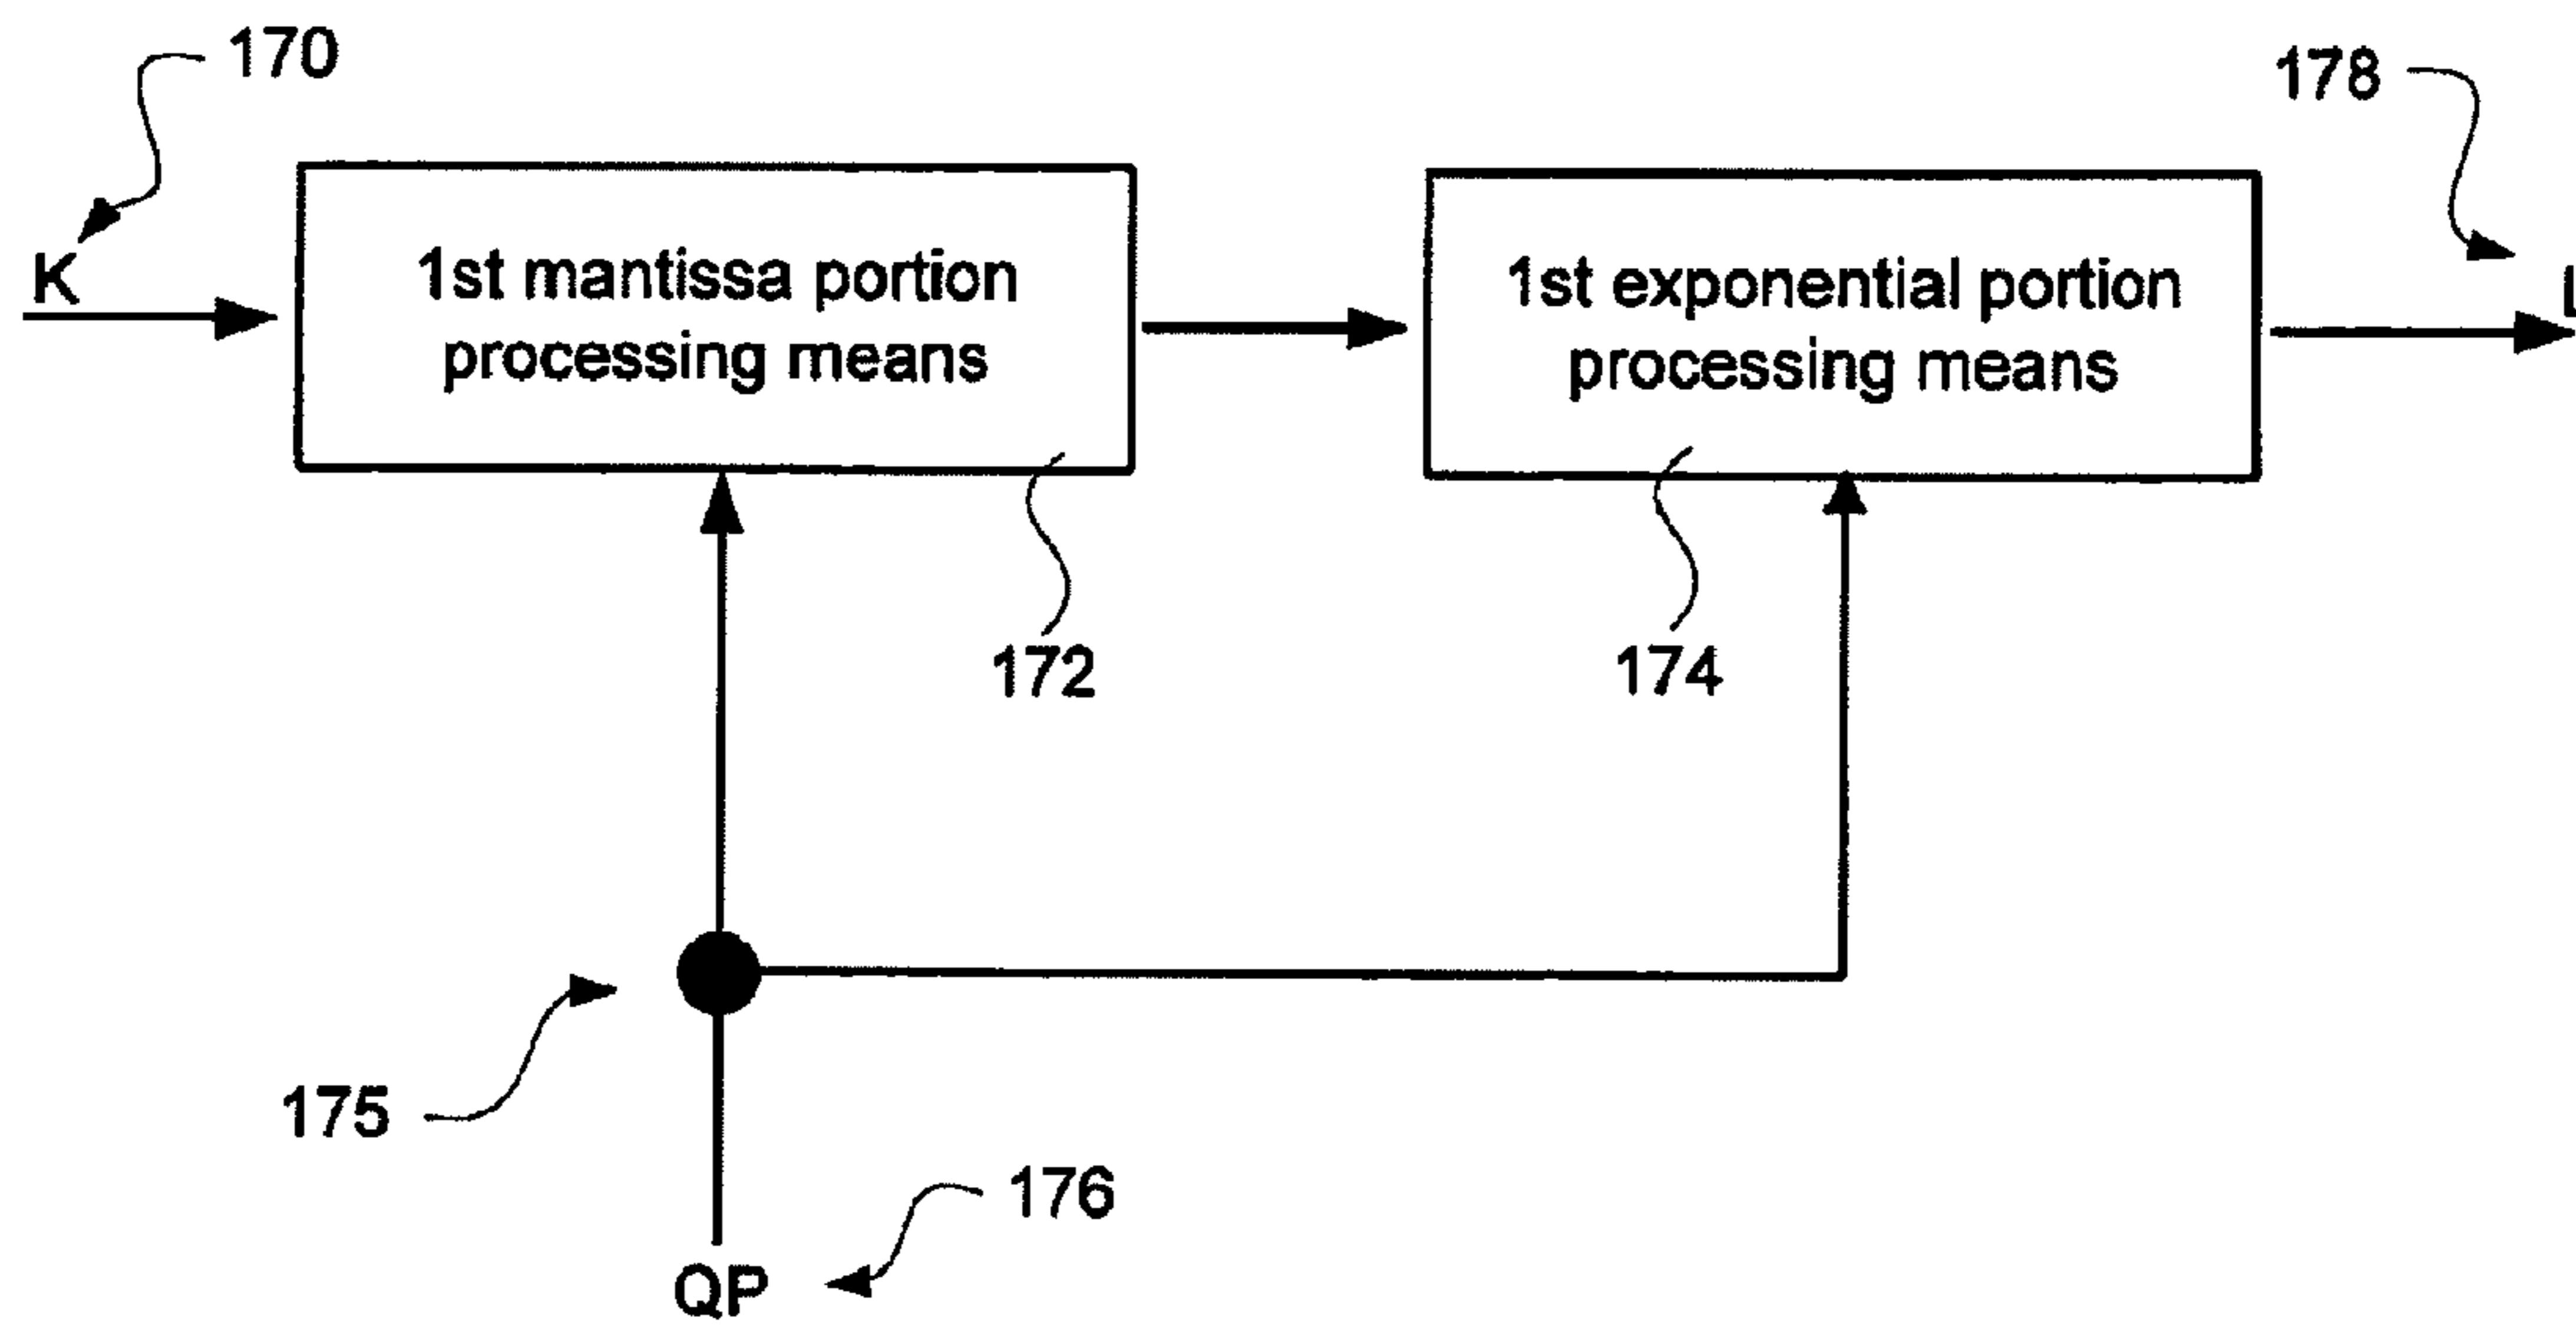 170
178
K
1st mantissa portion
processing means
1st exponential portion
processing means
L
172
174
175
176
QP